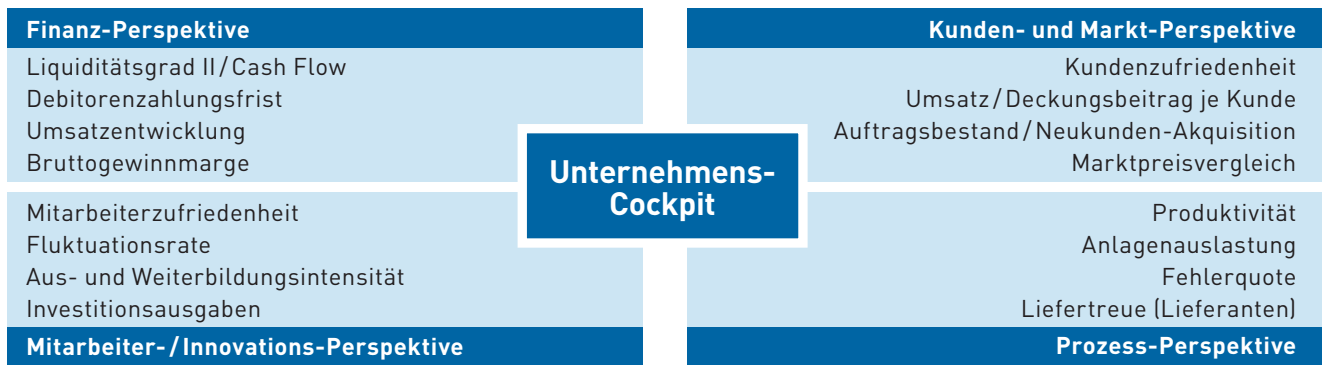 Finanz-Perspektive
Liquiditätsgrad II/Cash Flow
Debitorenzahlungsfrist
Umsatzentwicklung
Bruttogewinnmarge
Kunden- und Markt-Perspektive
Kundenzufriedenheit
Umsatz/Deckungsbeitrag je Kunde
Auftragsbestand/Neukunden-Akquisition
Marktpreisvergleich
Unternehmens-
Cockpit
Mitarbeiterzufriedenheit
Fluktuationsrate
Aus- und Weiterbildungsintensität
Investitionsausgaben
Mitarbeiter-/Innovations-Perspektive
Produktivität
Anlagenauslastung
Fehlerquote
Liefertreue (Lieferanten)
Prozess-Perspektive